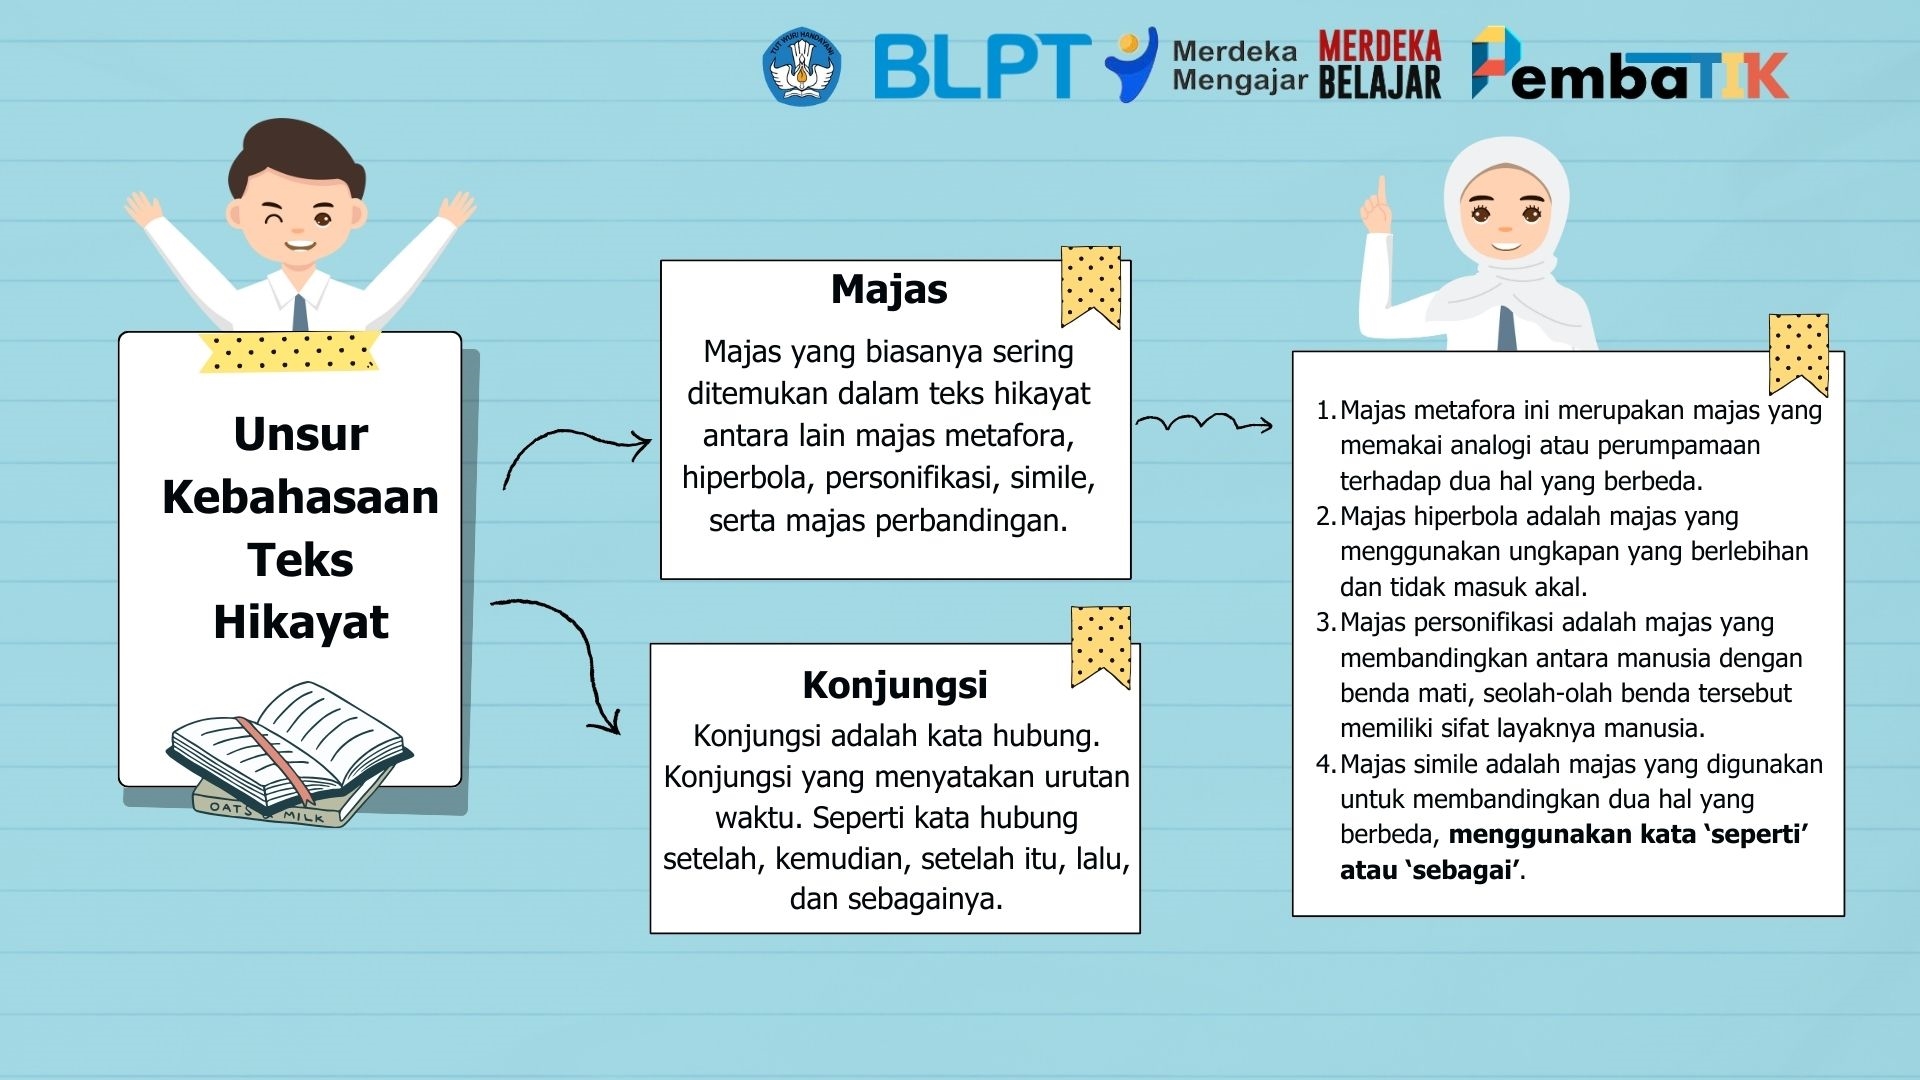 TUT WURI HANDAYANI
BLPT
Merdeka
Mengajar
MERDEKA
BELAJAR
PembaTIK
Unsur
Kebahasaan
Teks
Hikayat
OATS & MILK
Majas
Majas yang biasanya sering
ditemukan dalam teks hikayat
antara lain majas metafora,
hiperbola, personifikasi, simile,
serta majas perbandingan.
Konjungsi
Konjungsi adalah kata hubung.
Konjungsi yang menyatakan urutan
waktu. Seperti kata hubung
setelah, kemudian, setelah itu, lalu,
dan sebagainya.
1. Majas metafora ini merupakan majas yang
memakai analogi atau perumpamaan
terhadap dua hal yang berbeda.
2. Majas hiperbola adalah majas yang
menggunakan ungkapan yang berlebihan
dan tidak masuk akal.
3. Majas personifikasi adalah majas yang
membandingkan antara manusia dengan
benda mati, seolah-olah benda tersebut
memiliki sifat layaknya manusia.
4. Majas simile adalah majas yang digunakan
untuk membandingkan dua hal yang
berbeda, menggunakan kata ‘seperti’
atau ‘sebagai’.